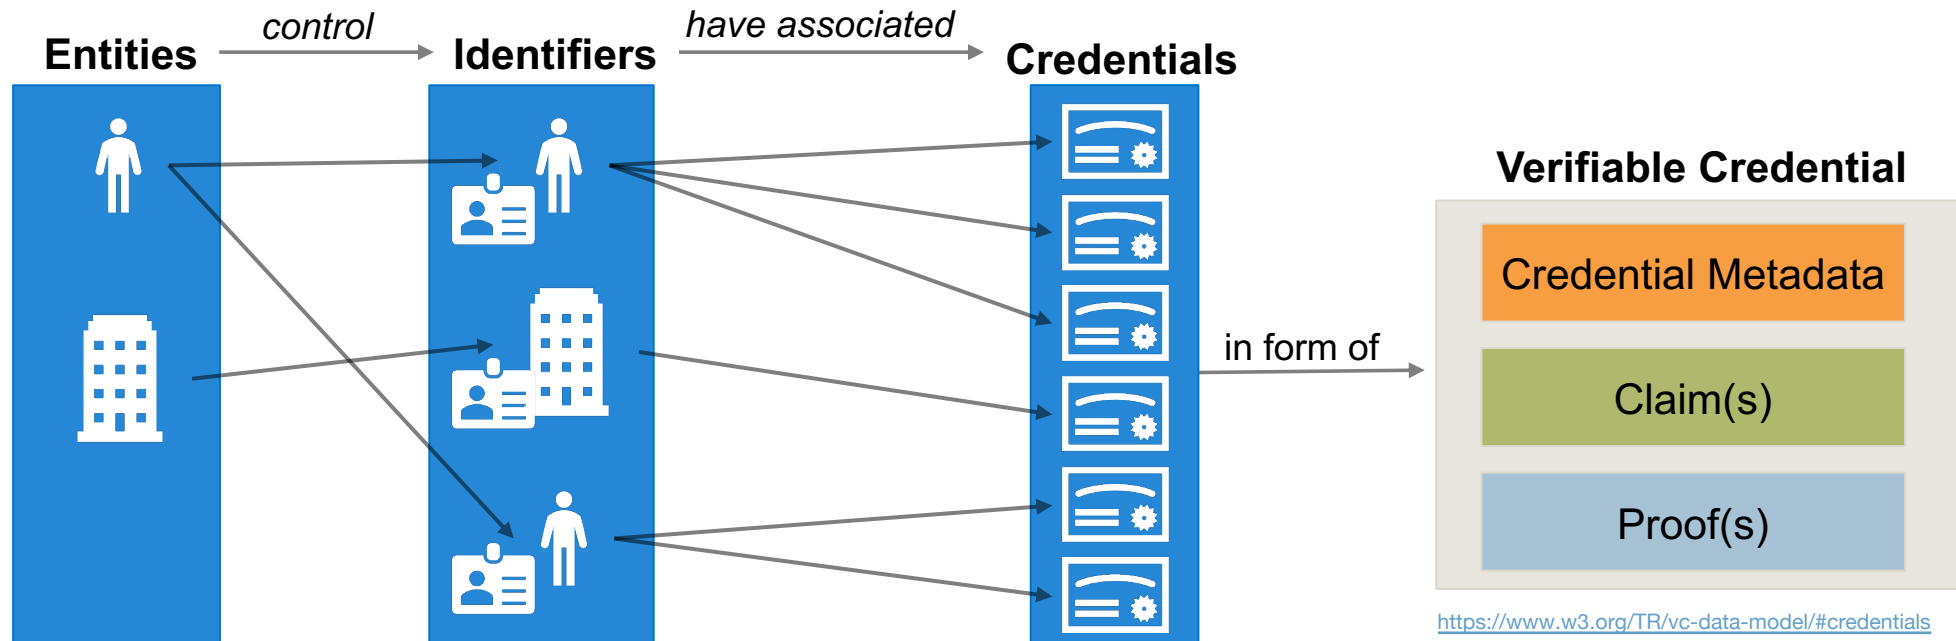 Entities
control
Identifiers
have associated
Credentials
in form of
Verifiable Credential
Credential Metadata
Claim(s)
Proof(s)
https://www.w3.org/TR/vc-data-model/#credentials